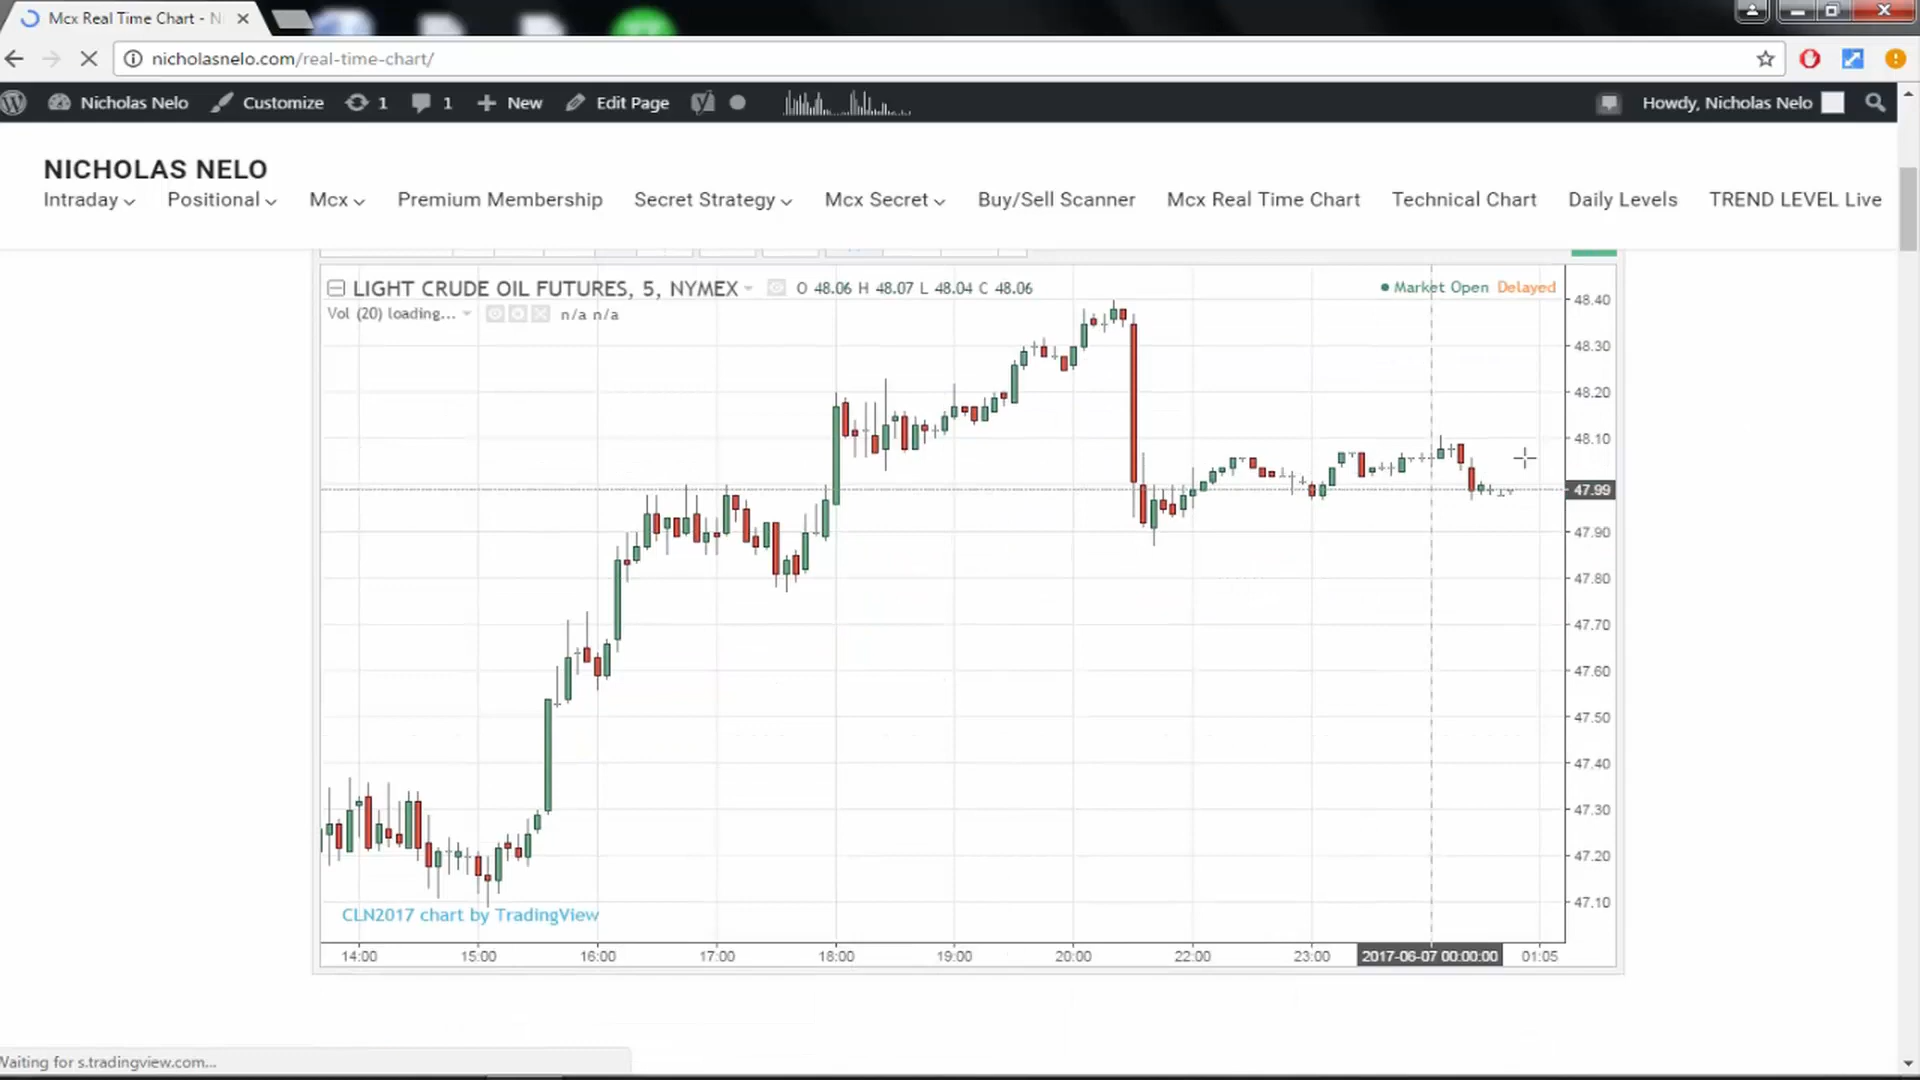 Mcx Real Time Chart - N
nicholasnelo.com/real-time-chart/
Nicholas Nelo Customize 1 1 New Edit Page Howdy, Nicholas Nelo
NICHOLAS NELO
Intraday Positional Mcx Premium Membership Secret Strategy Mcx Secret Buy/Sell Scanner Mcx Real Time Chart Technical Chart Daily Levels TREND LEVEL Live
LIGHT CRUDE OIL FUTURES, 5, NYMEX O 48.06 H 48.07 L 48.04 C 48.06 Market Open Delayed
Vol (20) loading... n/a n/a
48.40
48.30
48.20
48.10
47.99
47.90
47.80
47.70
47.60
47.50
47.40
47.30
47.20
47.10
CLN2017 chart by TradingView
14:00 15:00 16:00 17:00 18:00 19:00 20:00 22:00 23:00 2017-06-07 00:00:00 01:05
Waiting for s.tradingview.com...